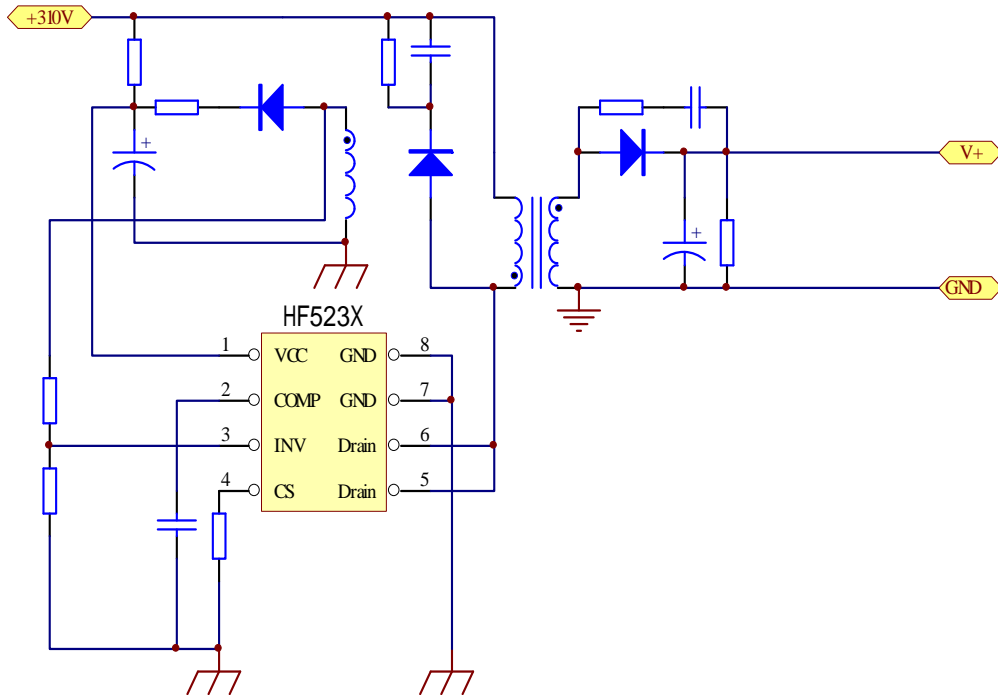 +310V
+
V+
+
GND
HF523X
1 VCC GND 8
2 COMP GND 7
3 INV Drain 6
4 CS Drain 5